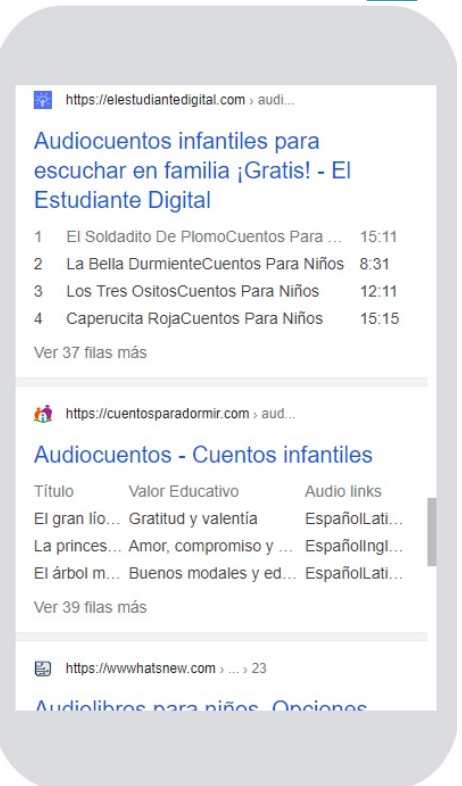 https://elestudiantedigital.com › audi...
Audiocuentos infantiles para
escuchar en familia ¡Gratis! - El
Estudiante Digital
1 El Soldadito De PlomoCuentos Para ... 15:11
2 La Bella DurmienteCuentos Para Niños 8:31
3 Los Tres OsitosCuentos Para Niños 12:11
4 Caperucita RojaCuentos Para Niños 15:15
Ver 37 filas más
https://cuentosparadormir.com › aud...
Audiocuentos - Cuentos infantiles
Título Valor Educativo Audio links
El gran lío... Gratitud y valentía EspañolLati...
La princes... Amor, compromiso y ... EspañolIngl...
El árbol m... Buenos modales y ed... EspañolLati...
Ver 39 filas más
https://wwwhatsnew.com › ... › 23
Audiolibros para niños. Opciones